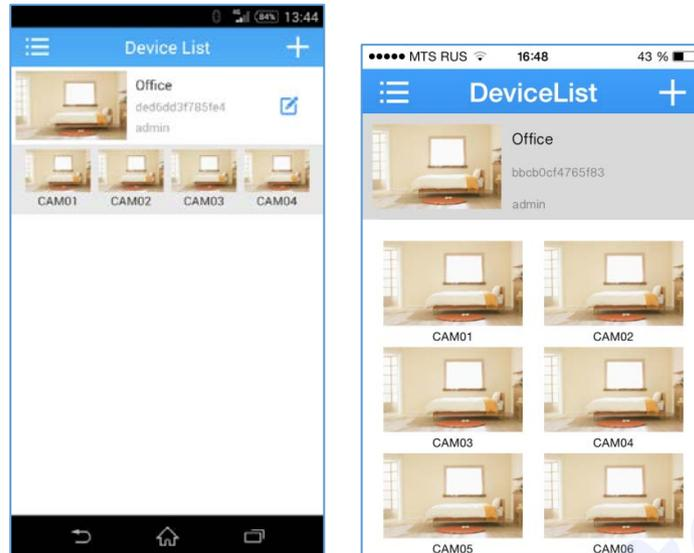 84% 13:44
Device List
Office
ded6dd3f785fe4
admin
CAM01 CAM02 CAM03 CAM04
MTS RUS 16:48 43 %
DeviceList
Office
bbcb0cf4765f83
admin
CAM01 CAM02
CAM03 CAM04
CAM05 CAM06